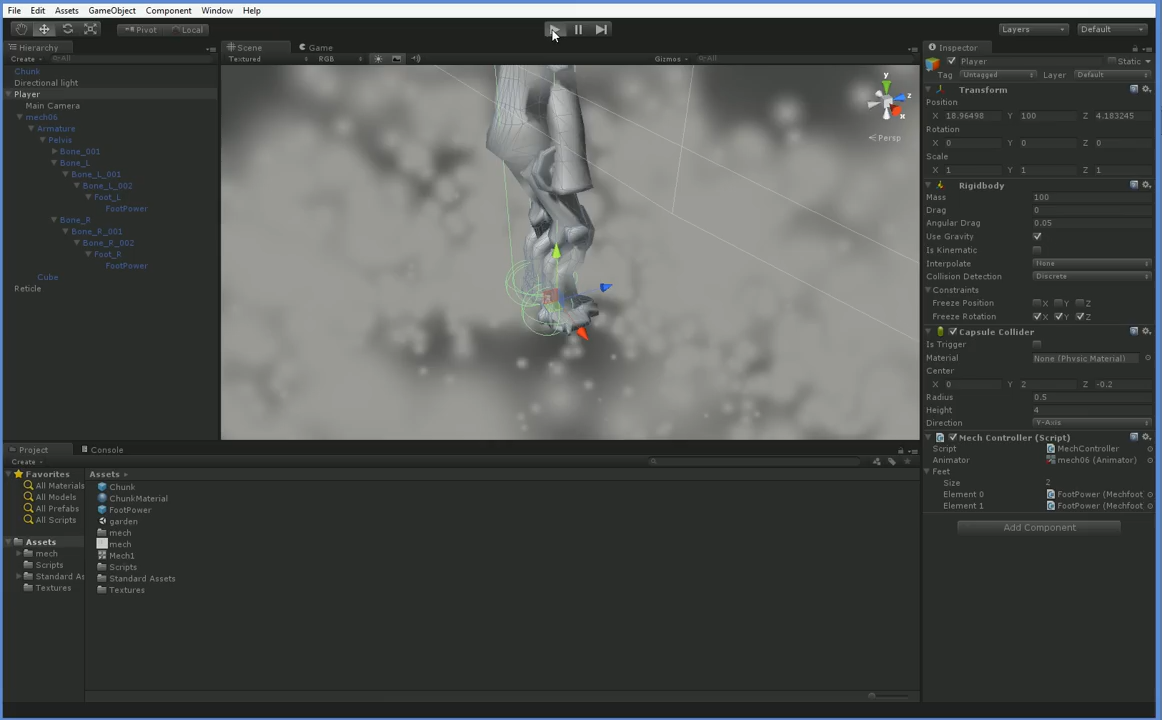 File Edit Assets GameObject Component Window Help
Pivot Local Layers Default
Hierarchy
Create All
Chunk
Directional light
Player
Main Camera
mech06
Armature
Pelvis
Bone_001
Bone_L
Bone_L_001
Bone_L_002
Foot_L
FootPower
Bone_R
Bone_R_001
Bone_R_002
Foot_R
FootPower
Cube
Reticle
Scene Game
Textured RGB Gizmos All
y
z
x
Persp
Inspector
Player Static
Tag Untagged Layer Default
Transform
Position
X 18.96498 Y 100 Z 4.183245
Rotation
X 0 Y 0 Z 0
Scale
X 1 Y 1 Z 1
Rigidbody
Mass 100
Drag 0
Angular Drag 0.05
Use Gravity
Is Kinematic
Interpolate None
Collision Detection Discrete
Constraints
Freeze Position X Y Z
Freeze Rotation X Y Z
Capsule Collider
Is Trigger
Material None (Physic Material)
Center
X 0 Y 2 Z -0.2
Radius 0.5
Height 4
Direction Y-Axis
Mech Controller (Script)
Script MechController
Animator mech06 (Animator)
Feet
Size 2
Element 0 FootPower (Mechfoot
Element 1 FootPower (Mechfoot
Add Component
Project Console
Create
Favorites
All Materials
All Models
All Prefabs
All Scripts
Assets
mech
Scripts
Standard As
Textures
Assets
Chunk
ChunkMaterial
FootPower
garden
mech
mech
Mech1
Scripts
Standard Assets
Textures